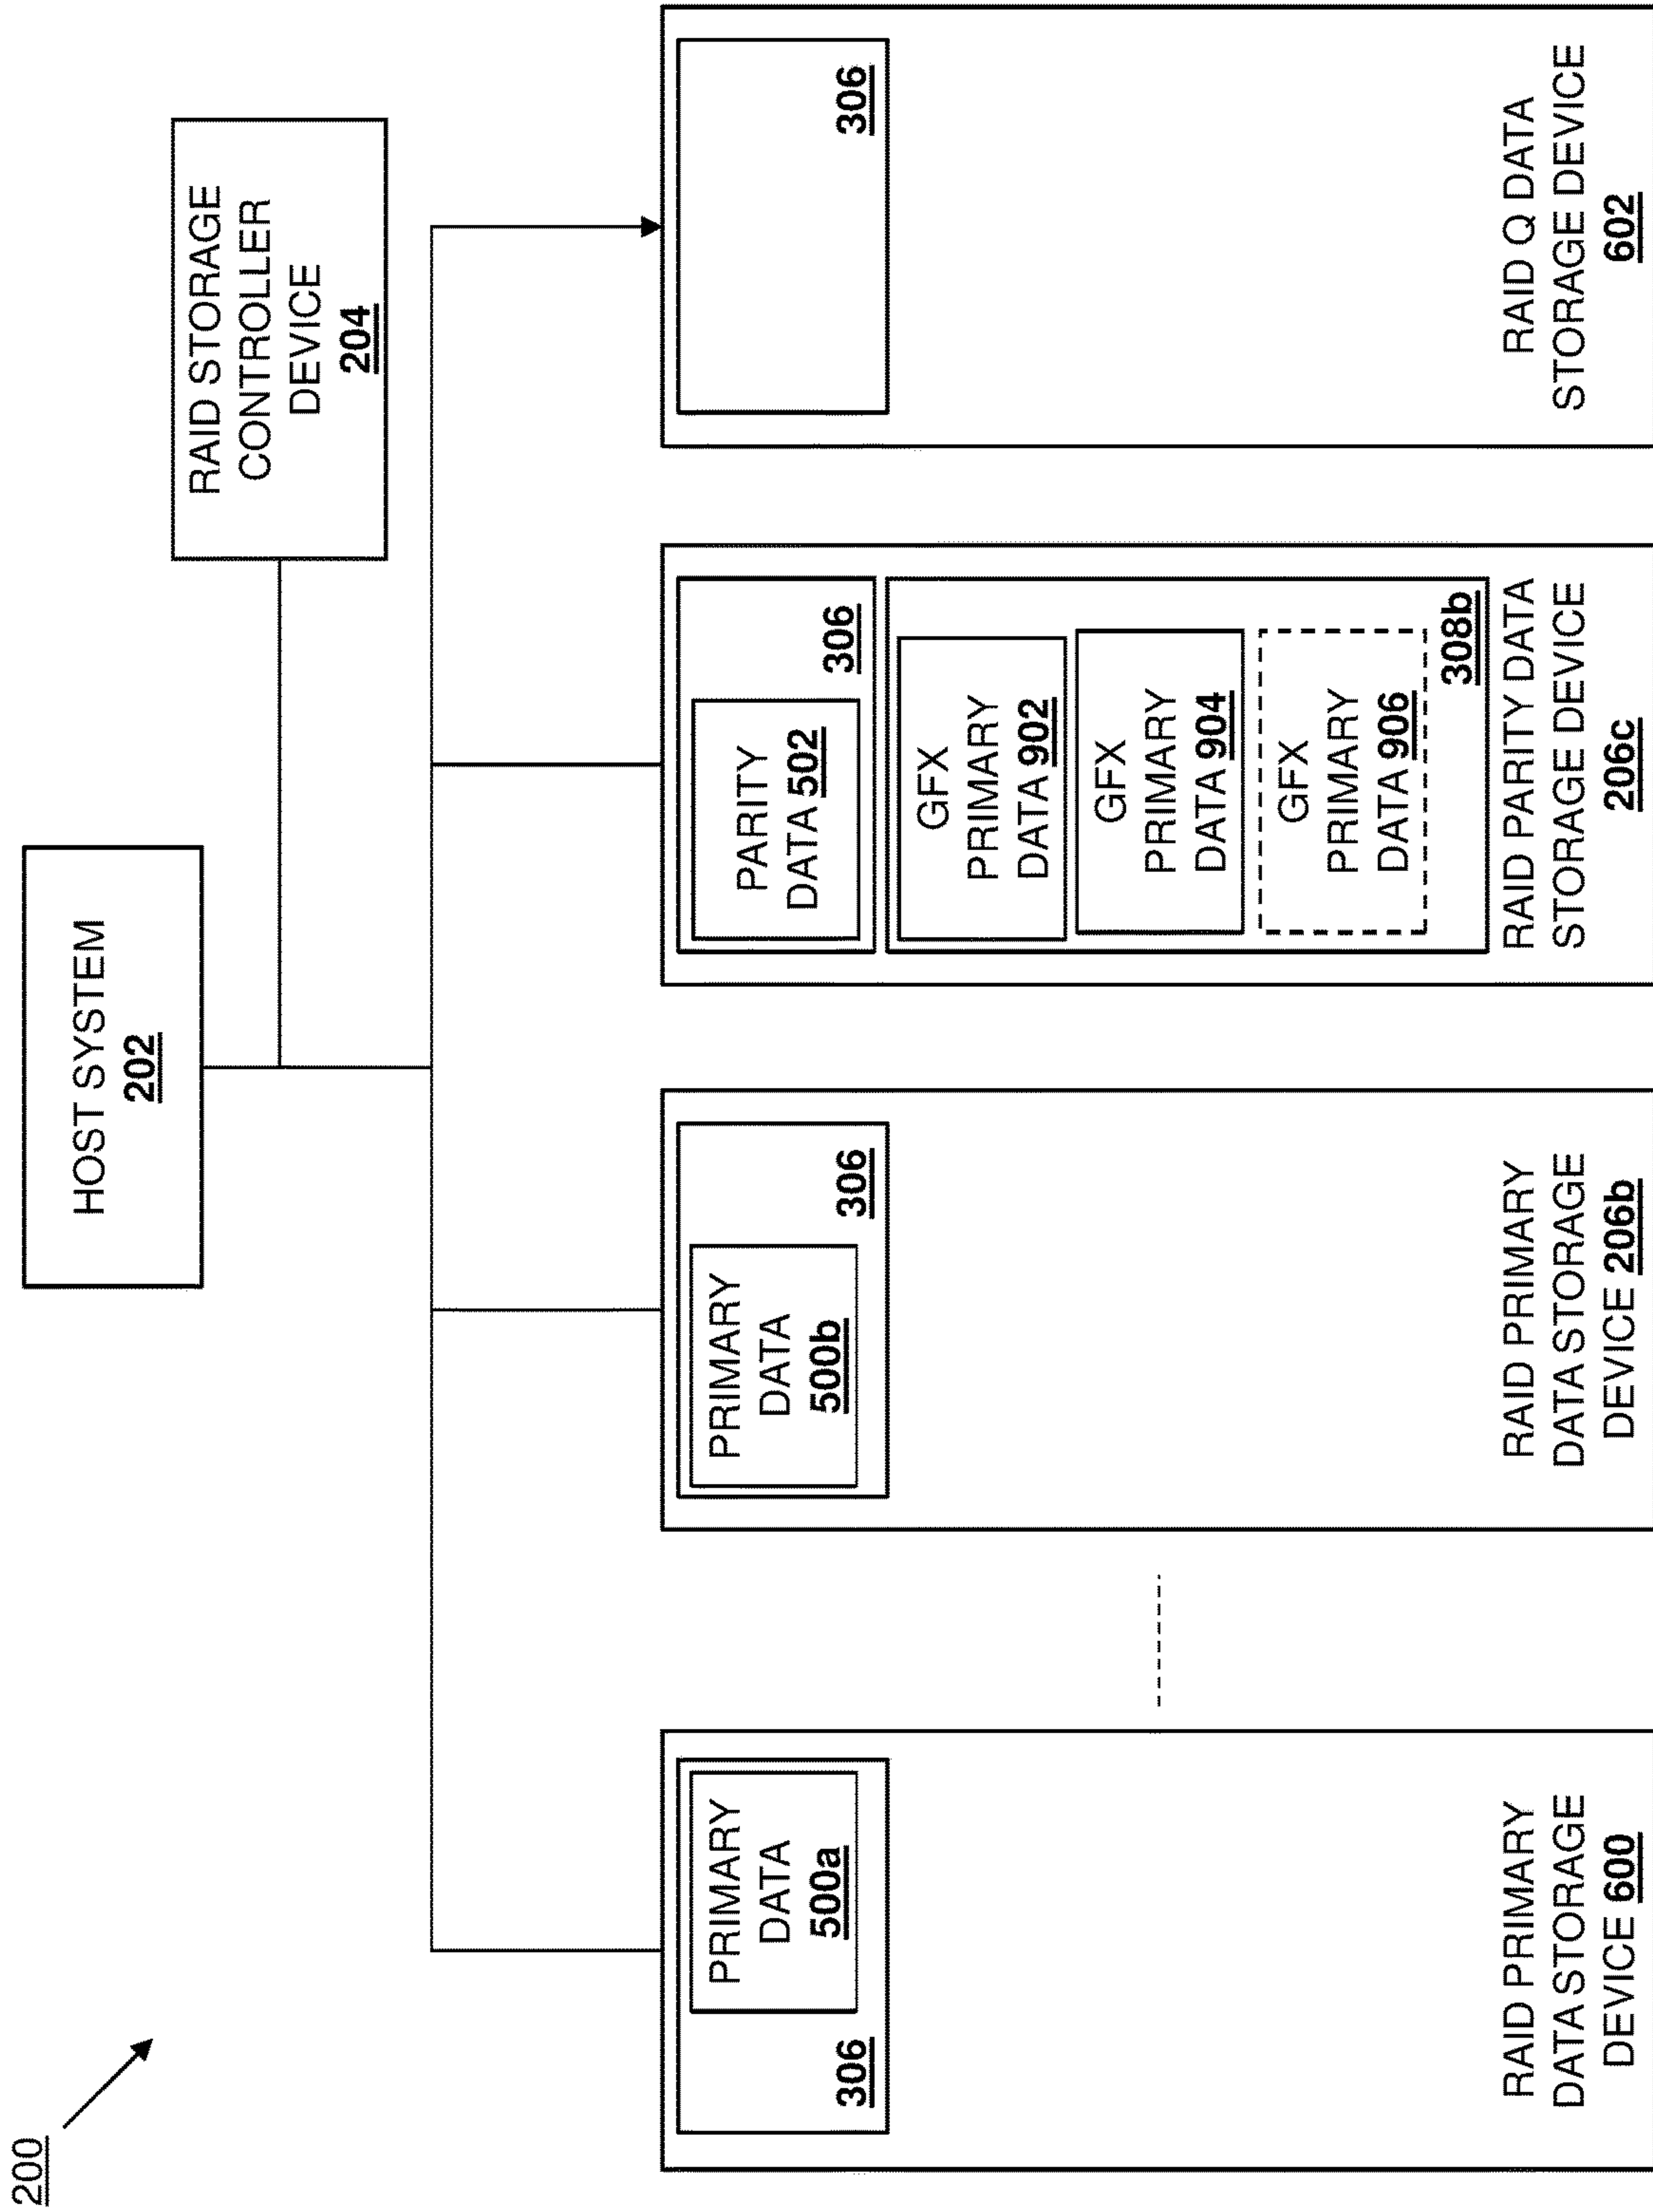 200
HOST SYSTEM
202
RAID STORAGE
CONTROLLER
DEVICE
204
PRIMARY
DATA
500a
306
RAID PRIMARY
DATA STORAGE
DEVICE 600
PRIMARY
DATA
500b
306
RAID PRIMARY
DATA STORAGE
DEVICE 206b
PARITY
DATA 502
306
GFX
PRIMARY
DATA 902
GFX
PRIMARY
DATA 904
GFX
PRIMARY
DATA 906
308b
RAID PARITY DATA
STORAGE DEVICE
206c
306
RAID Q DATA
STORAGE DEVICE
602